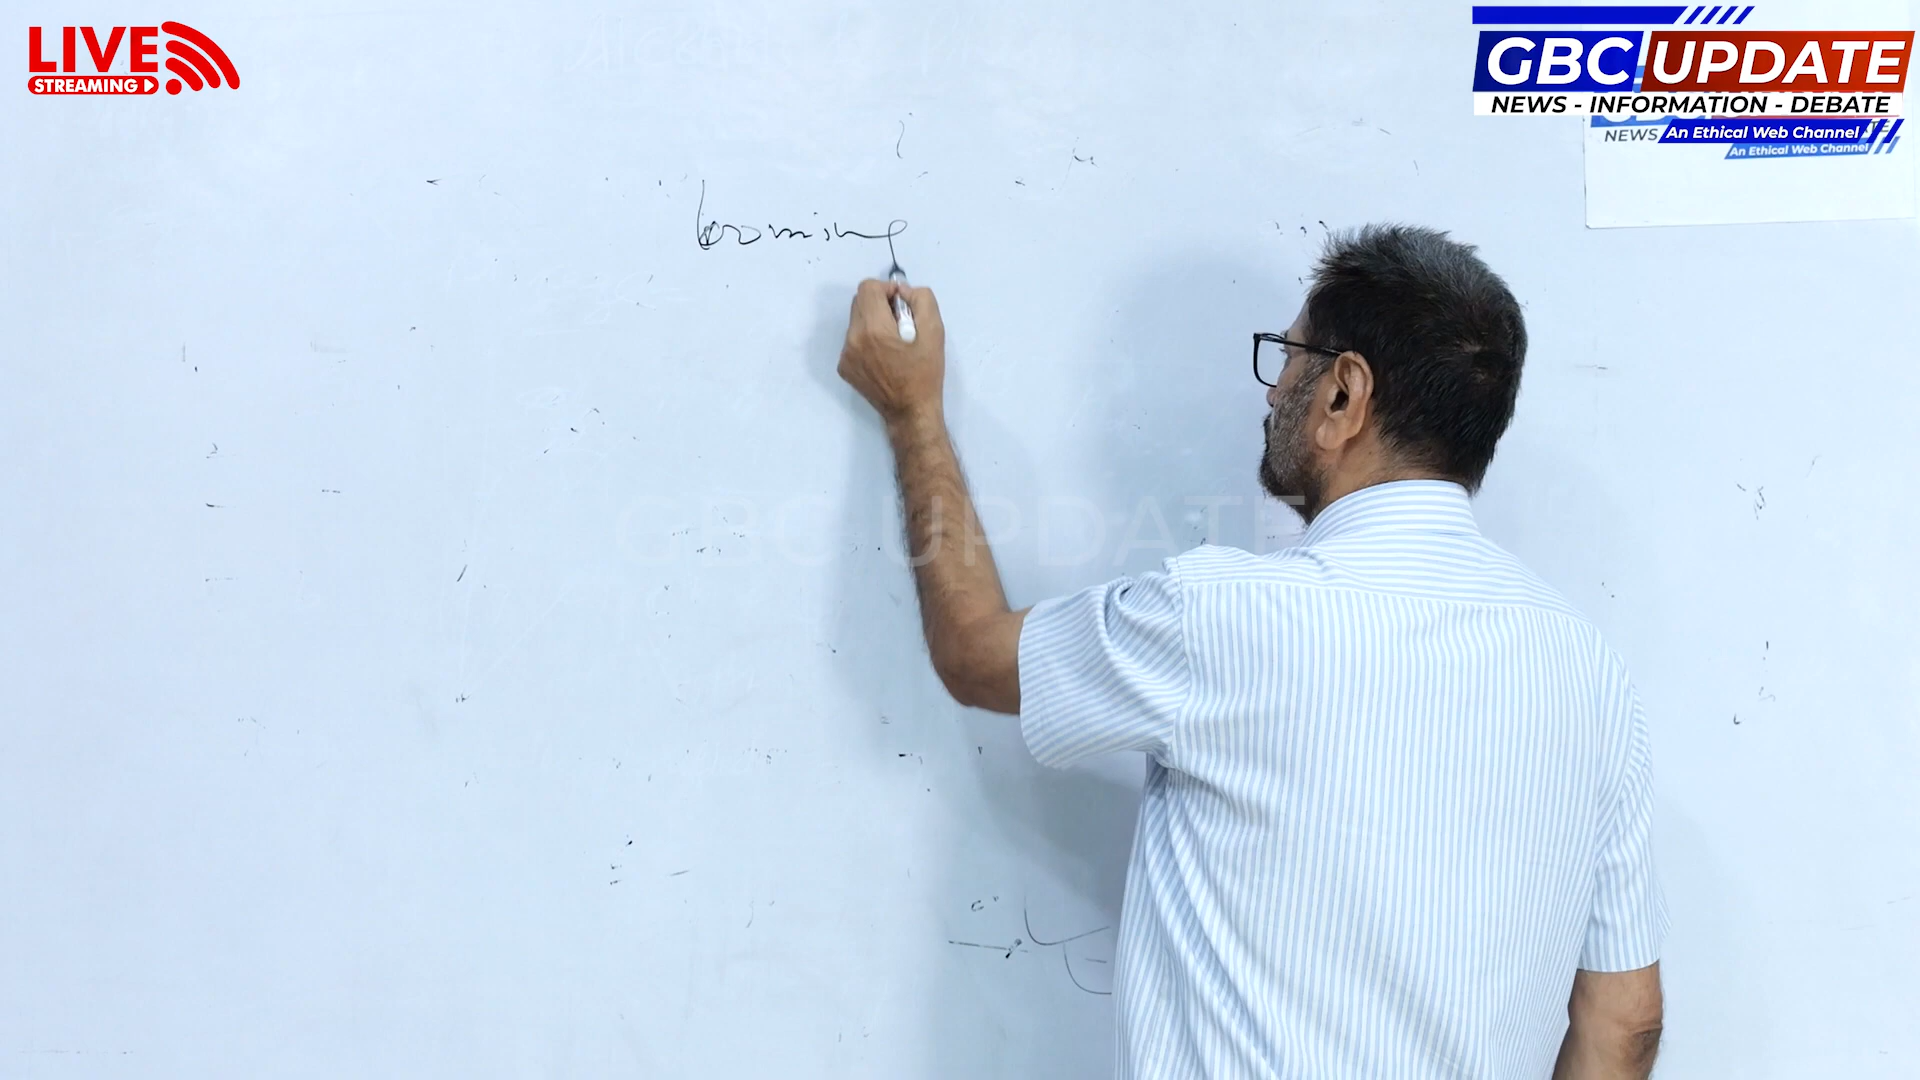 LIVE
STREAMING
GBC UPDATE
NEWS - INFORMATION - DEBATE
An Ethical Web Channel
NEWS
An Ethical Web Channel
GBC UPDATE